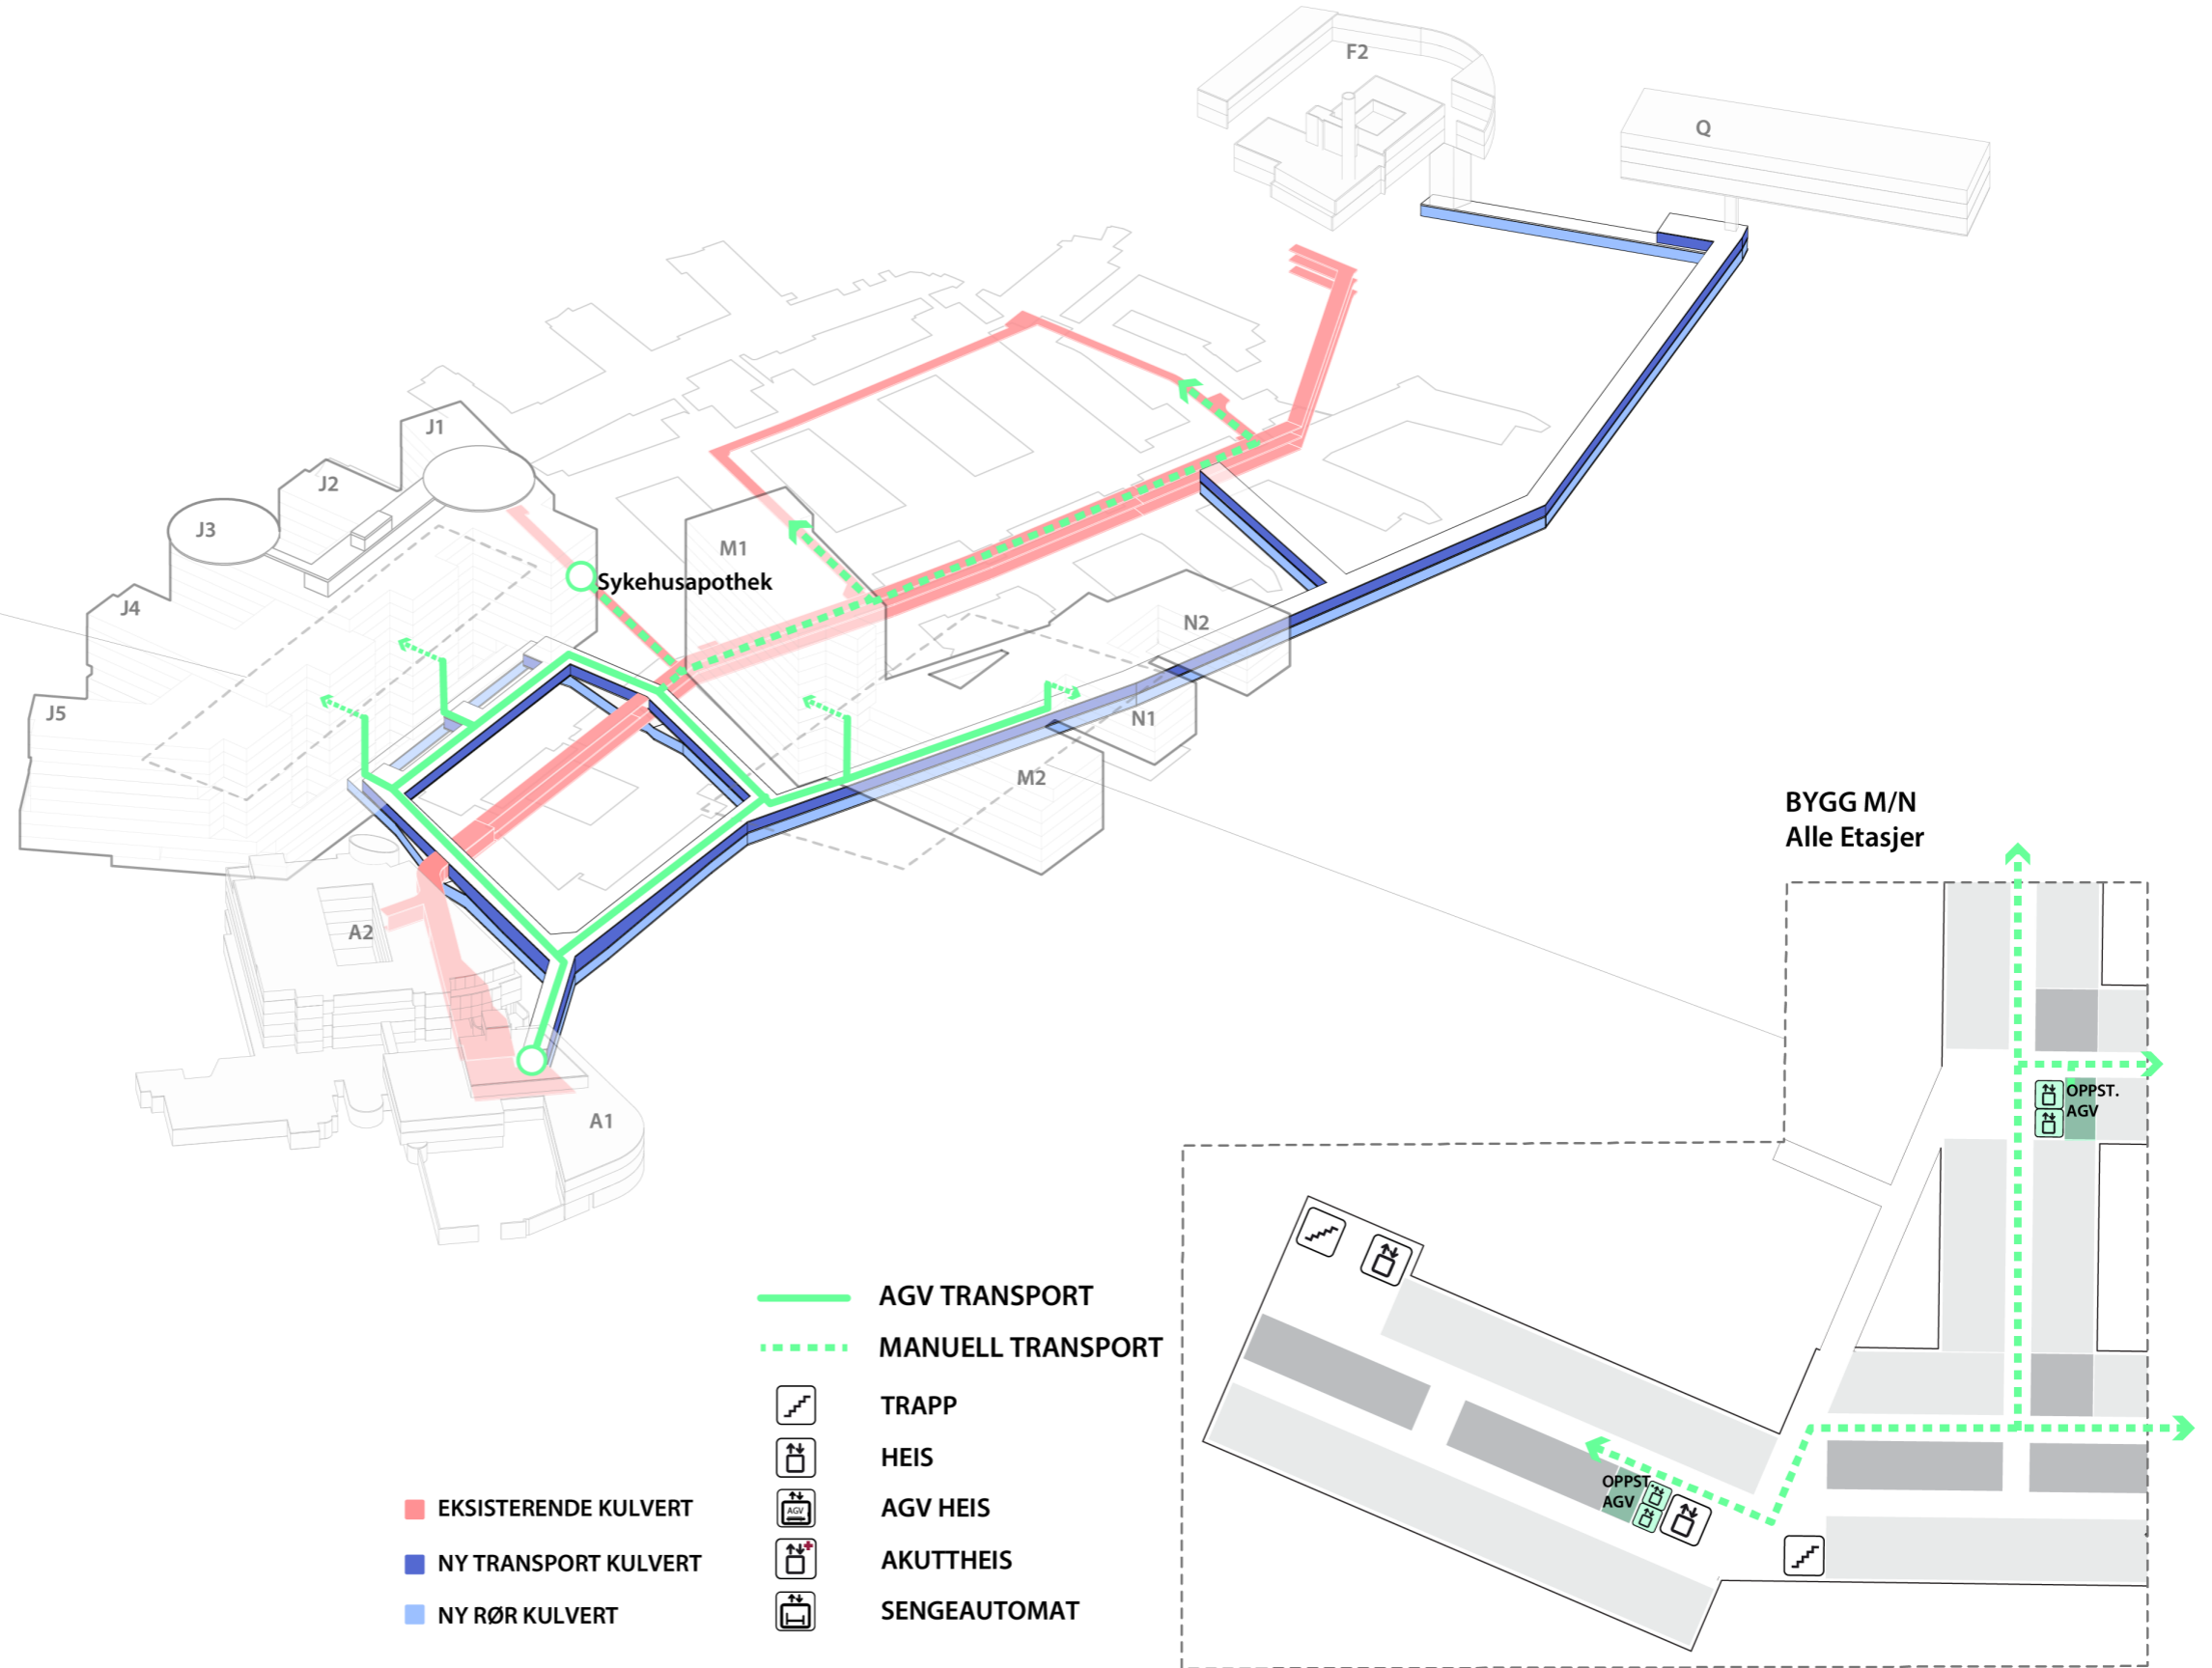 F2
Q
J1
J2
J3
M1
Sykehusapothek
J4
N2
J5
N1
M2
A2
A1
BYGG M/N
Alle Etasjer
OPPST.
AGV
OPPST.
AGV
AGV TRANSPORT
MANUELL TRANSPORT
TRAPP
HEIS
AGV
AGV HEIS
AKUTTHEIS
SENGEAUTOMAT
EKSISTERENDE KULVERT
NY TRANSPORT KULVERT
NY RØR KULVERT